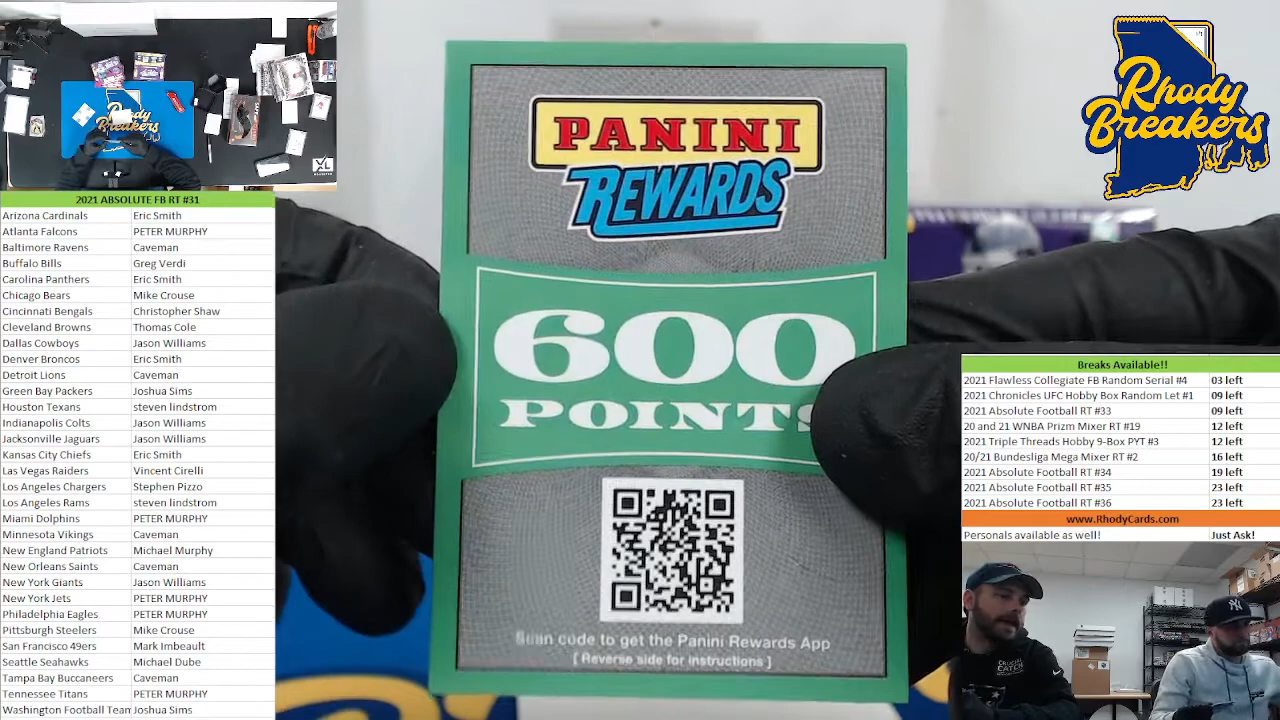 Rhody
Breakers
2021 ABSOLUTE FB RT #31
Arizona Cardinals Eric Smith
Atlanta Falcons PETER MURPHY
Baltimore Ravens Caveman
Buffalo Bills Greg Verdi
Carolina Panthers Eric Smith
Chicago Bears Mike Crouse
Cincinnati Bengals Christopher Shaw
Cleveland Browns Thomas Cole
Dallas Cowboys Jason Williams
Denver Broncos Eric Smith
Detroit Lions Caveman
Green Bay Packers Joshua Sims
Houston Texans steven lindstrom
Indianapolis Colts Jason Williams
Jacksonville Jaguars Jason Williams
Kansas City Chiefs Eric Smith
Las Vegas Raiders Vincent Cirelli
Los Angeles Chargers Stephen Pizzo
Los Angeles Rams steven lindstrom
Miami Dolphins PETER MURPHY
Minnesota Vikings Caveman
New England Patriots Michael Murphy
New Orleans Saints Caveman
New York Giants Jason Williams
New York Jets PETER MURPHY
Philadelphia Eagles PETER MURPHY
Pittsburgh Steelers Mike Crouse
San Francisco 49ers Mark Imbeault
Seattle Seahawks Michael Dube
Tampa Bay Buccaneers Caveman
Tennessee Titans PETER MURPHY
Washington Football Team Joshua Sims
PANINI
REWARDS
600
POINTS
Scan code to get the Panini Rewards App
[ Reverse side for instructions ]
Rhody
Breakers
Breaks Available!!
2021 Flawless Collegiate FB Random Serial #4 03 left
2021 Chronicles UFC Hobby Box Random Let #1 09 left
2021 Absolute Football RT #33 09 left
20 and 21 WNBA Prizm Mixer RT #19 12 left
2021 Triple Threads Hobby 9-Box PYT #3 12 left
20/21 Bundesliga Mega Mixer RT #2 16 left
2021 Absolute Football RT #34 19 left
2021 Absolute Football RT #35 23 left
2021 Absolute Football RT #36 23 left
www.RhodyCards.com
Personals available as well! Just Ask!